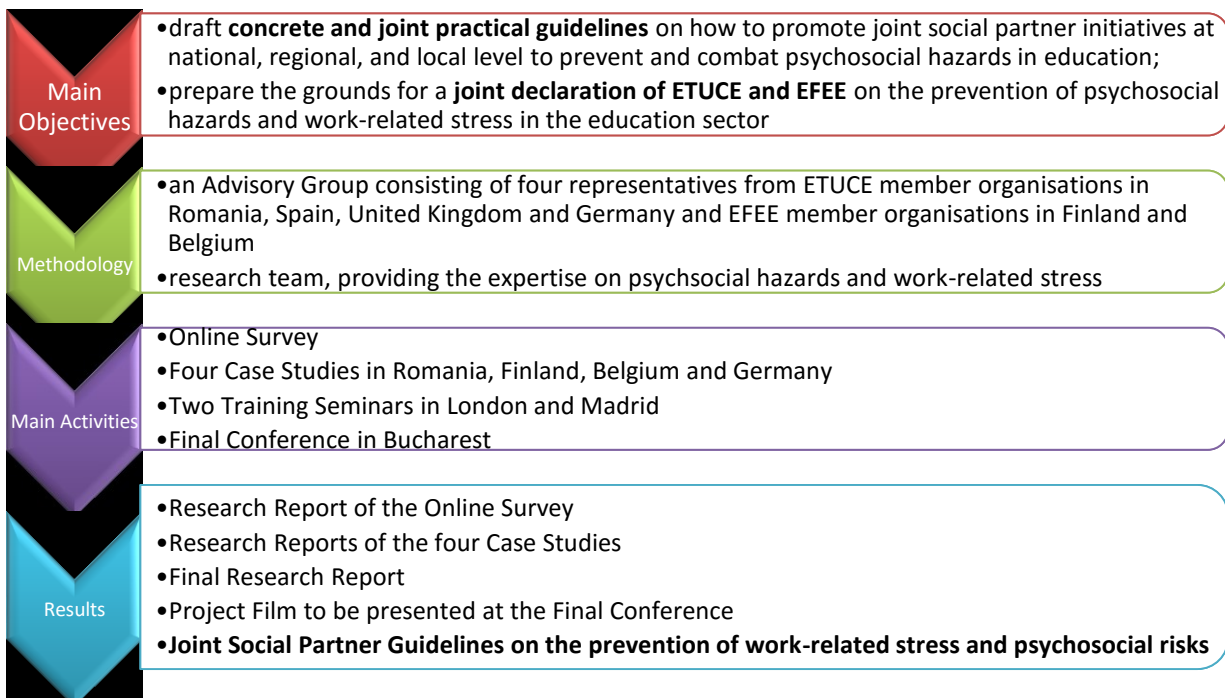 Main
Objectives
•draft concrete and joint practical guidelines on how to promote joint social partner initiatives at
national, regional, and local level to prevent and combat psychosocial hazards in education;
•prepare the grounds for a joint declaration of ETUCE and EFEE on the prevention of psychosocial
hazards and work-related stress in the education sector
Methodology
•an Advisory Group consisting of four representatives from ETUCE member organisations in
Romania, Spain, United Kingdom and Germany and EFEE member organisations in Finland and
Belgium
•research team, providing the expertise on psychsocial hazards and work-related stress
Main Activities
•Online Survey
•Four Case Studies in Romania, Finland, Belgium and Germany
•Two Training Seminars in London and Madrid
•Final Conference in Bucharest
Results
•Research Report of the Online Survey
•Research Reports of the four Case Studies
•Final Research Report
•Project Film to be presented at the Final Conference
•Joint Social Partner Guidelines on the prevention of work-related stress and psychosocial risks